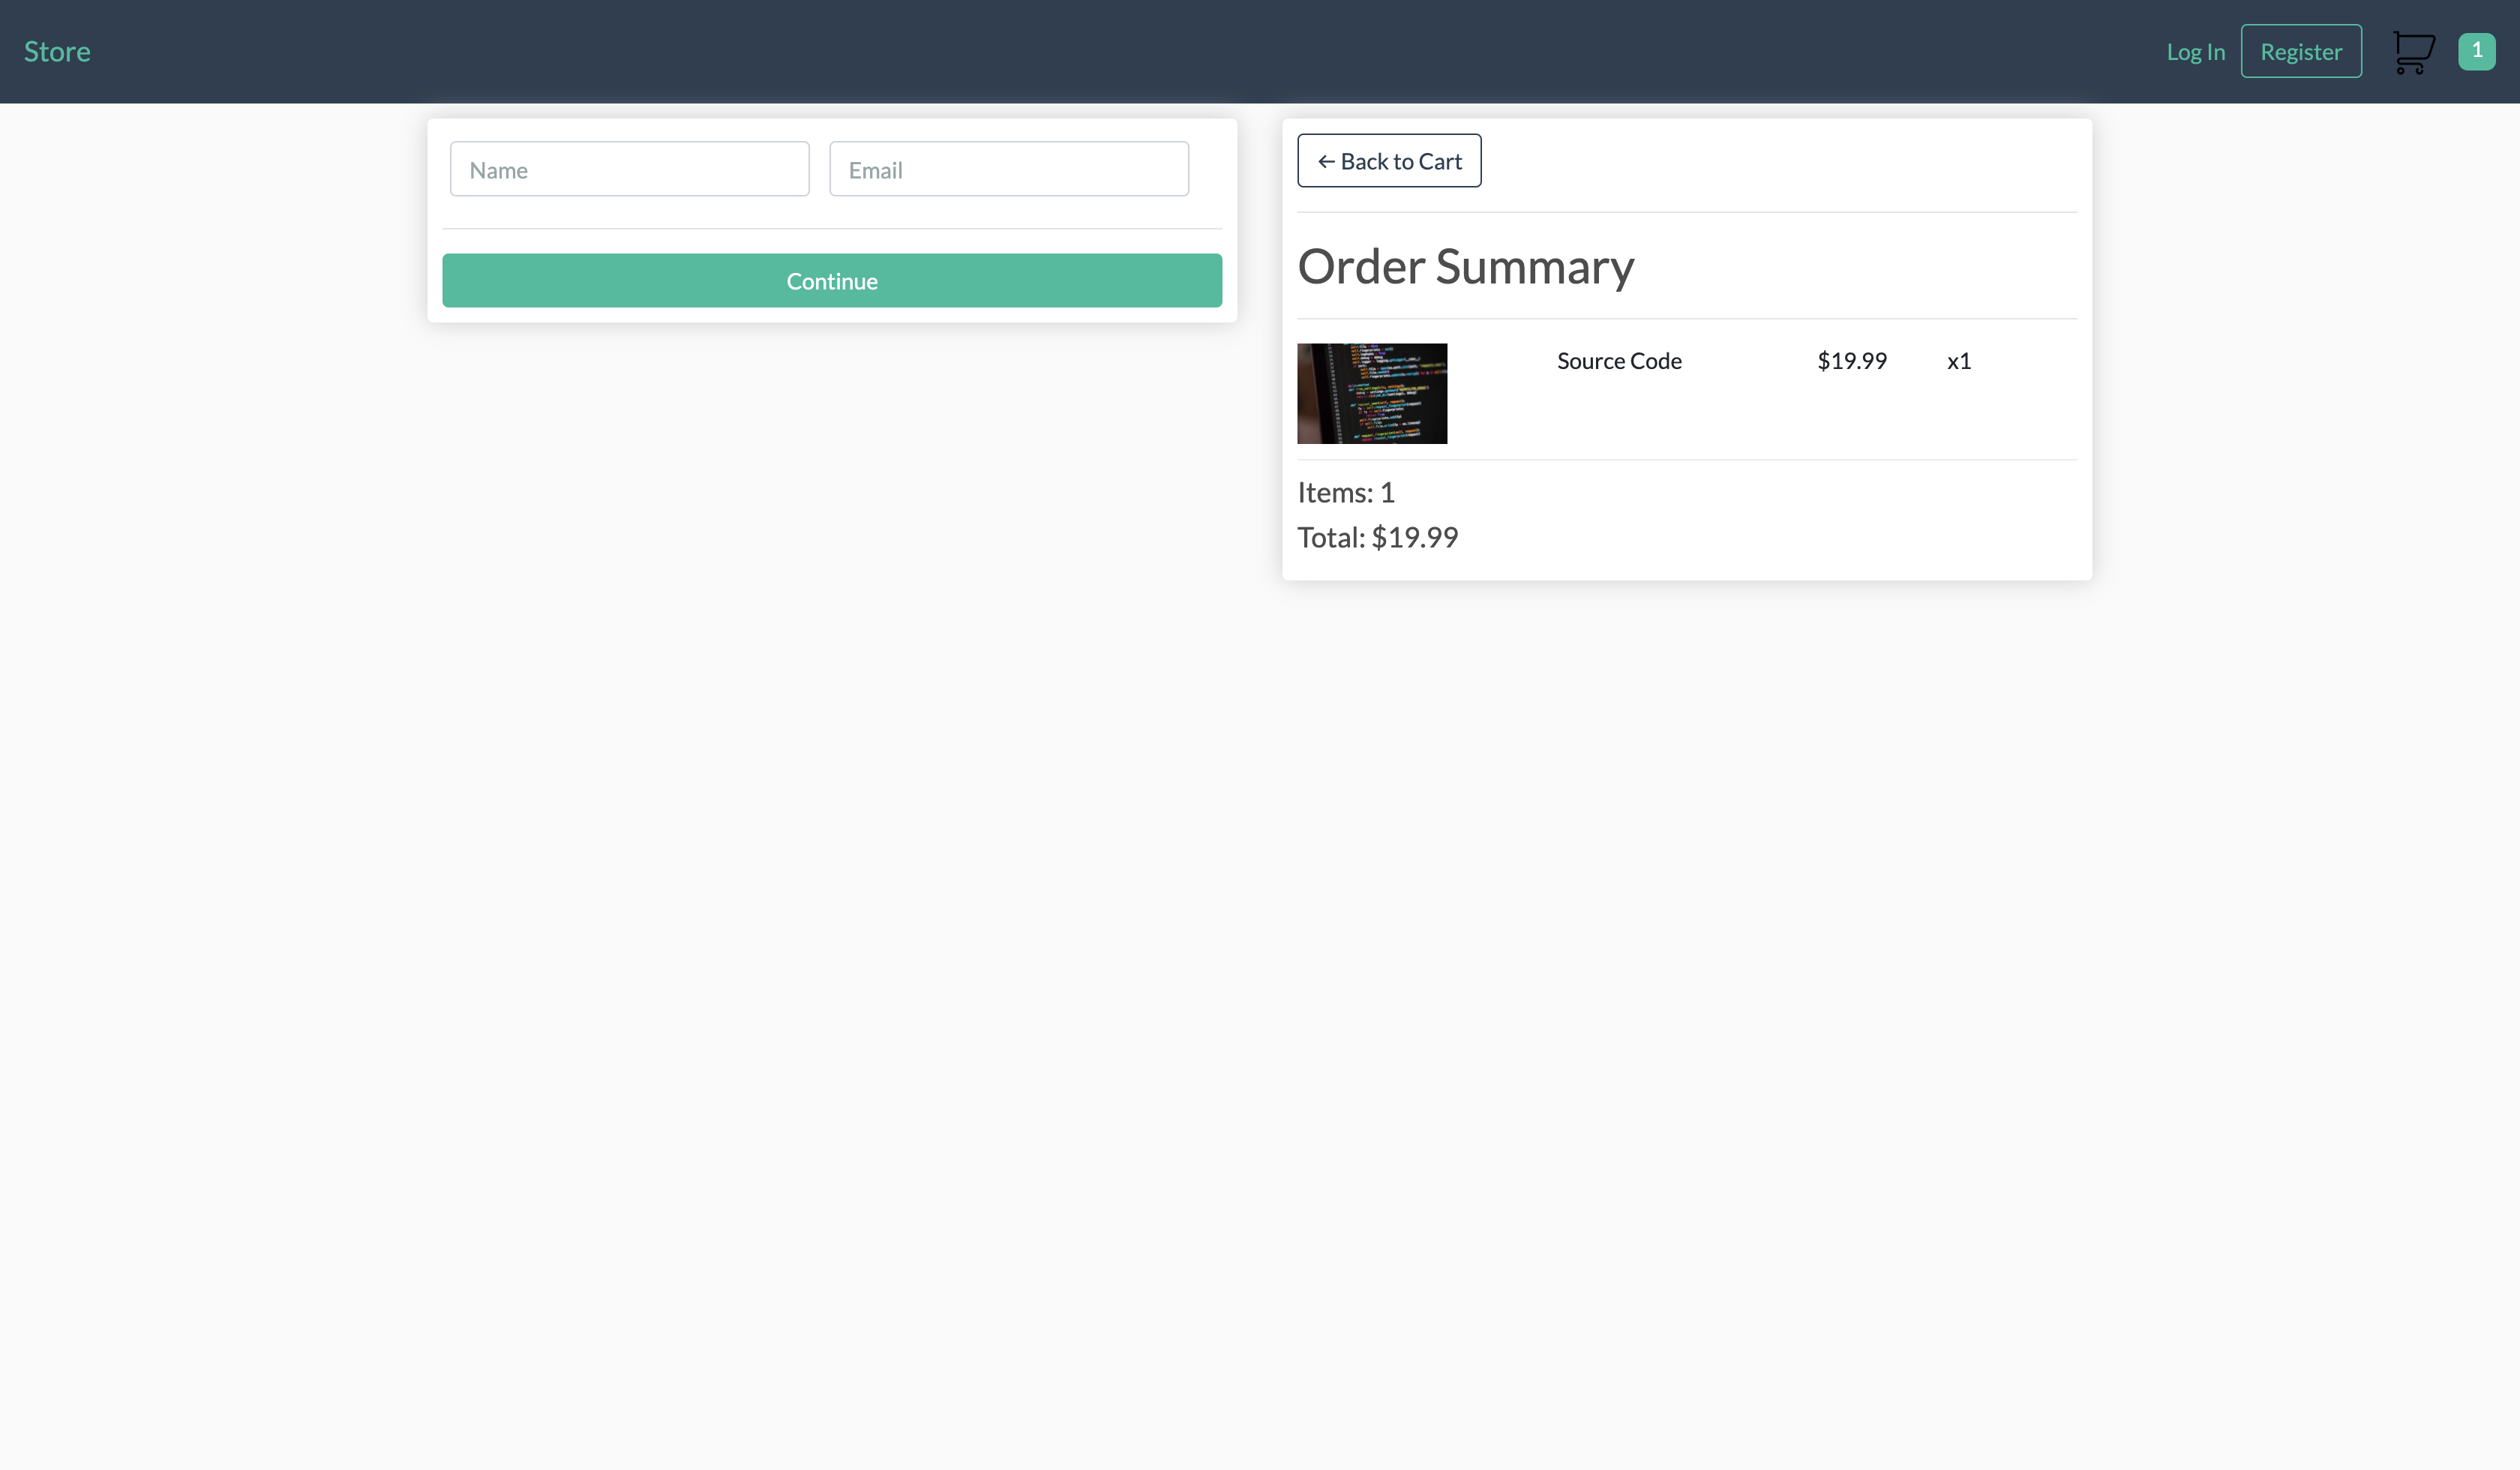 Store
Log In
Register
1
Name
Email
Continue
← Back to Cart
Order Summary
Source Code $19.99 x1
Items: 1
Total: $19.99